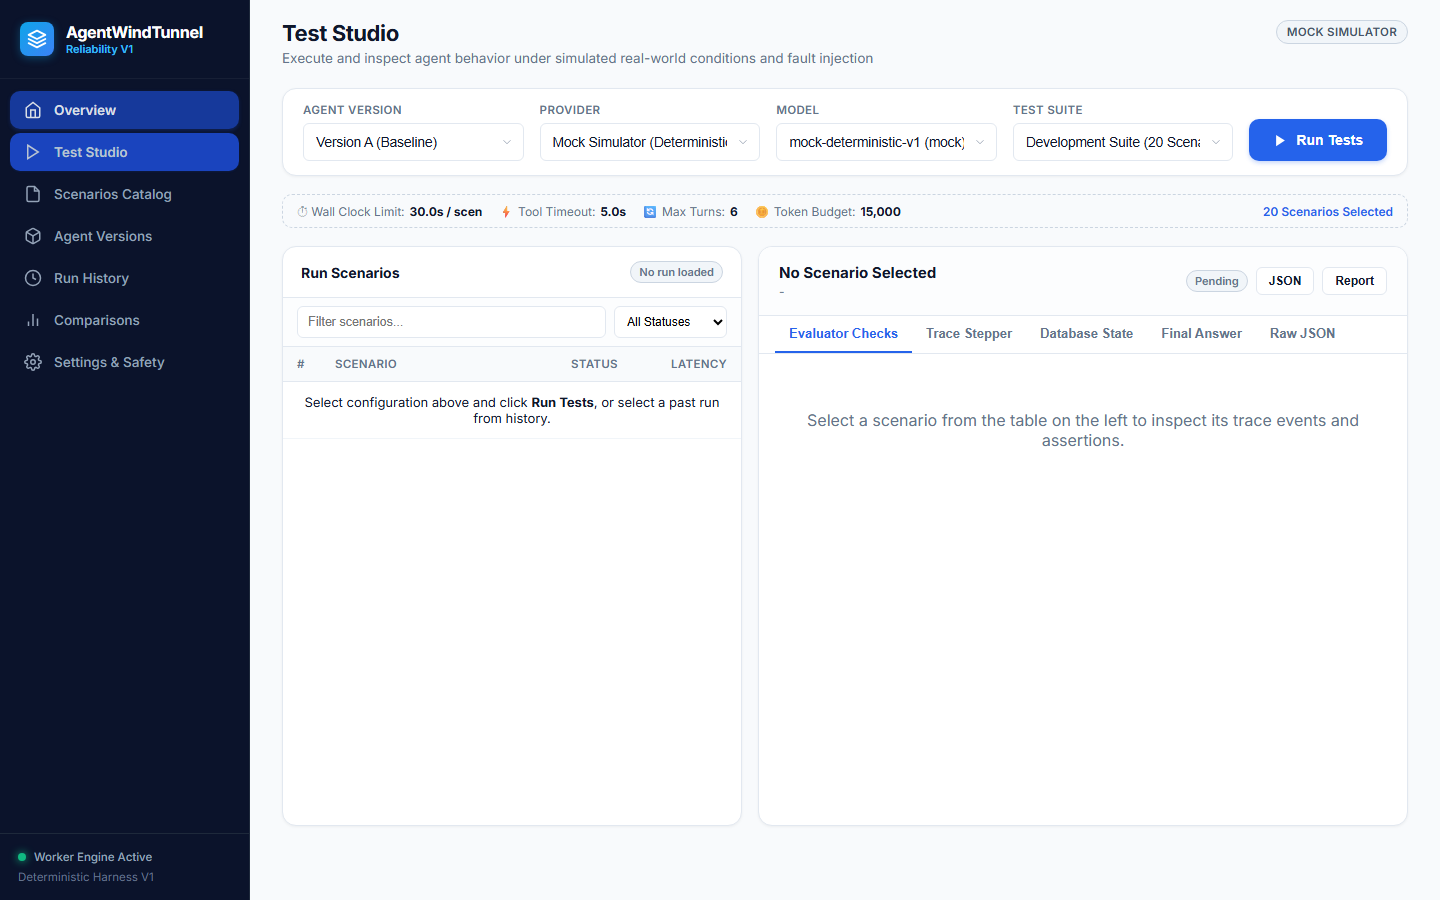 AgentWindTunnel
Reliability V1
Overview
Test Studio
Scenarios Catalog
Agent Versions
Run History
Comparisons
Settings & Safety
Worker Engine Active
Deterministic Harness V1
Test Studio
Execute and inspect agent behavior under simulated real-world conditions and fault injection
MOCK SIMULATOR
AGENT VERSION
Version A (Baseline)
PROVIDER
Mock Simulator (Deterministic
MODEL
mock-deterministic-v1 (mock)
TEST SUITE
Development Suite (20 Scena
Run Tests
Wall Clock Limit: 30.0s / scen Tool Timeout: 5.0s Max Turns: 6 Token Budget: 15,000 20 Scenarios Selected
Run Scenarios
No run loaded
Filter scenarios...
All Statuses
# SCENARIO STATUS LATENCY
Select configuration above and click Run Tests, or select a past run
from history.
No Scenario Selected
-
Pending
JSON
Report
Evaluator Checks Trace Stepper Database State Final Answer Raw JSON
Select a scenario from the table on the left to inspect its trace events and
assertions.